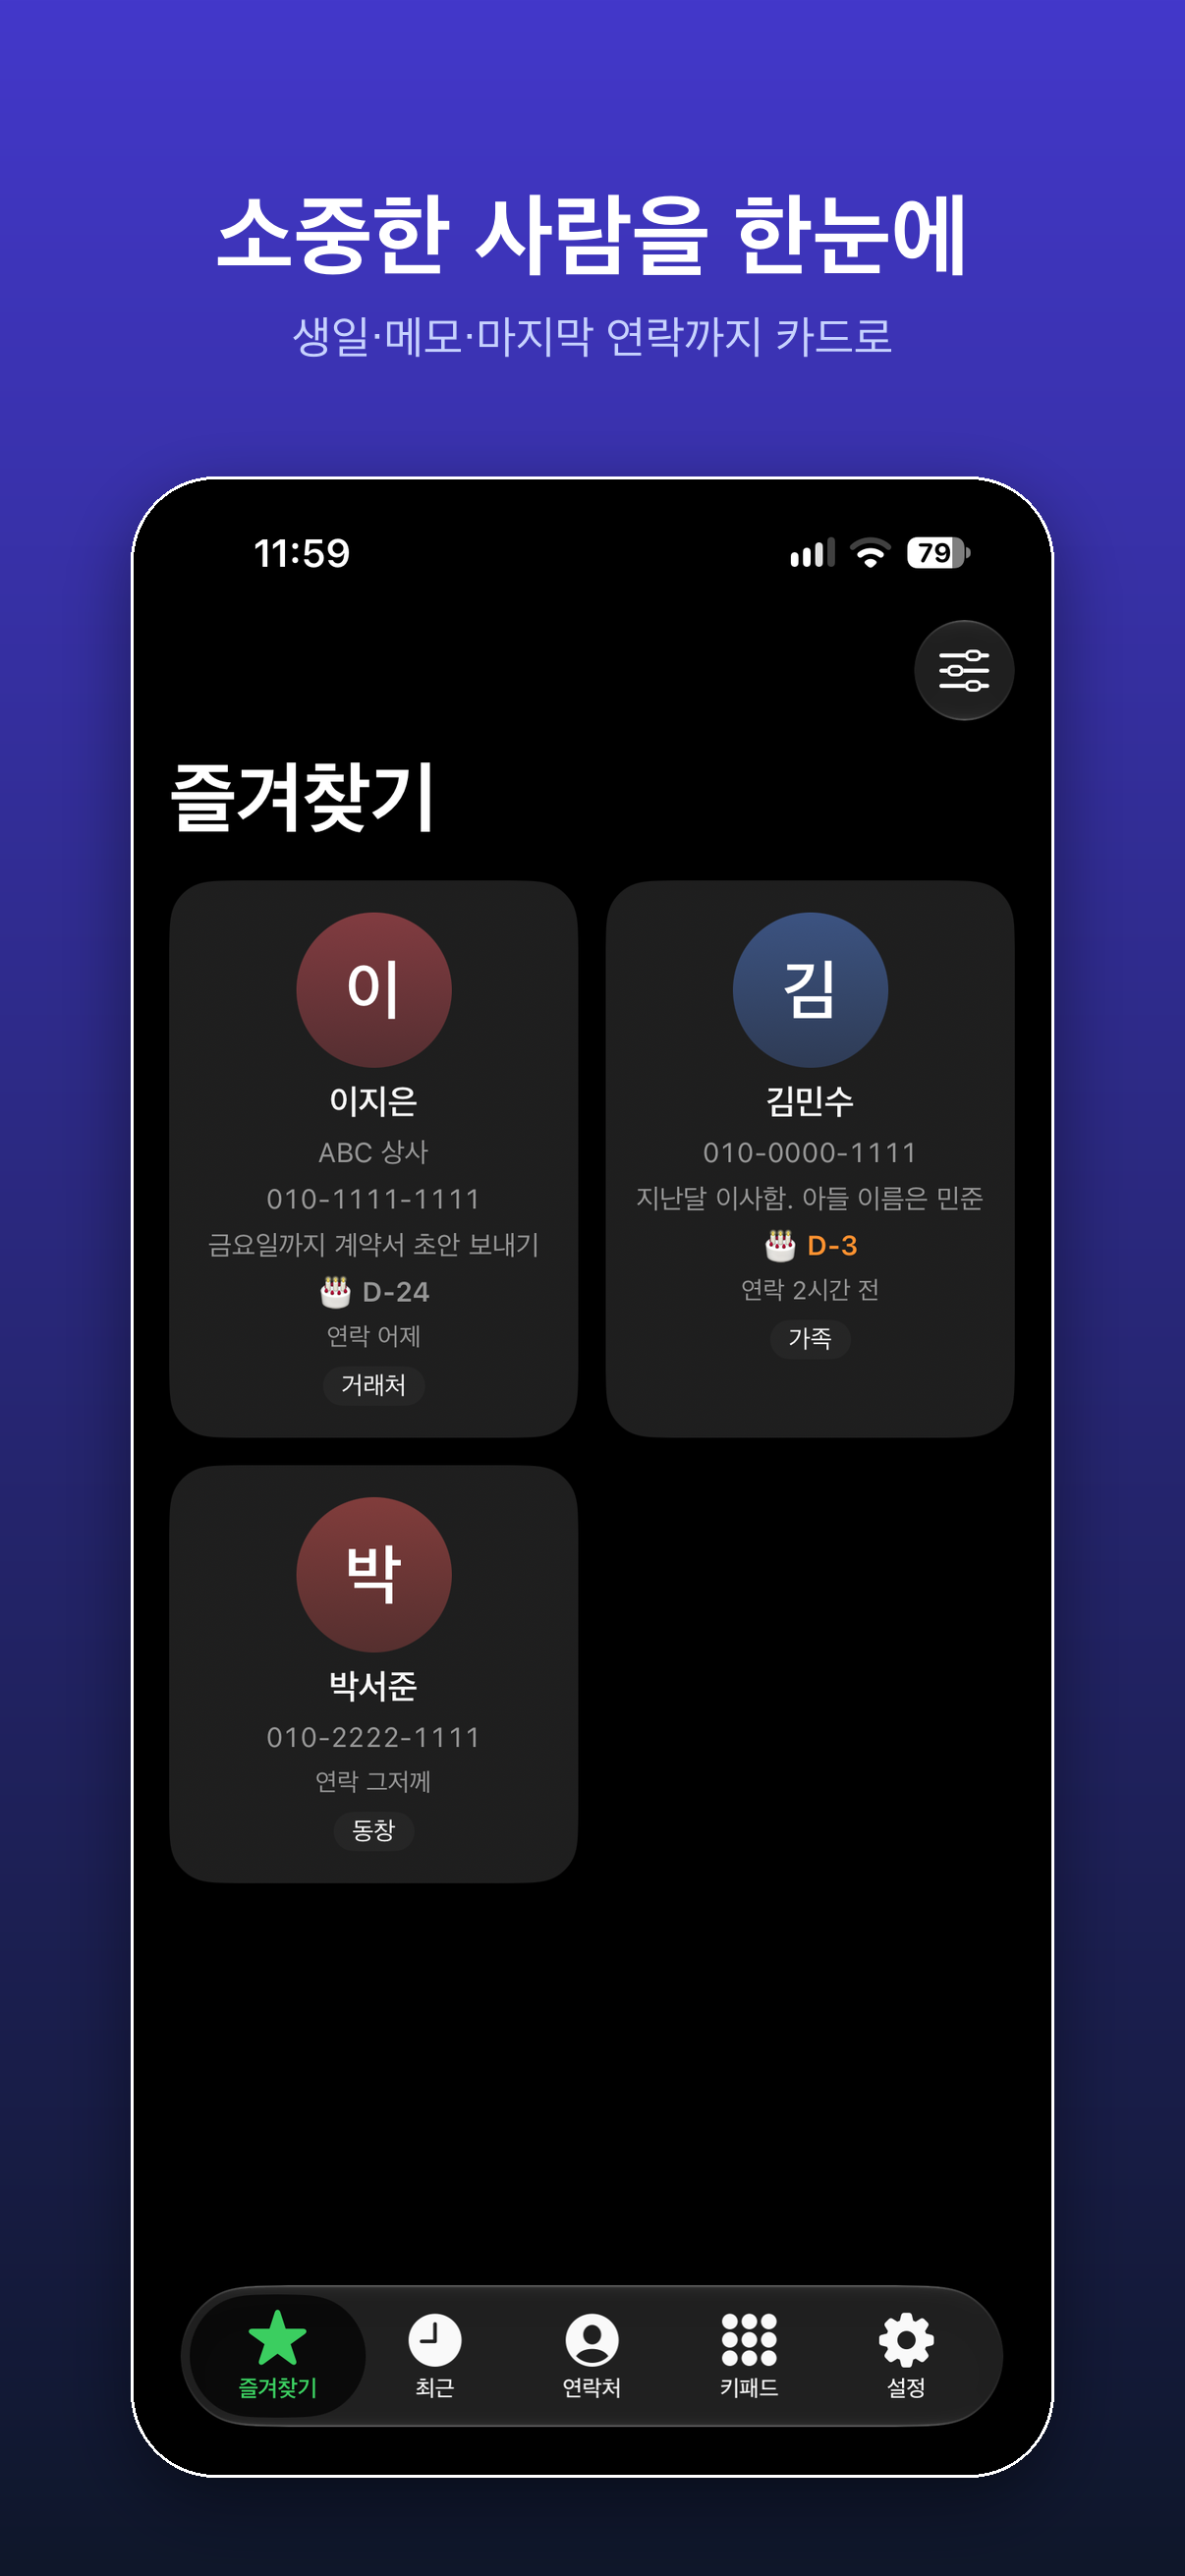 소중한 사람을 한눈에
생일·메모·마지막 연락까지 카드로
11:59
79
즐겨찾기
이
이지은
ABC 상사
010-1111-1111
금요일까지 계약서 초안 보내기
🎂 D-24
연락 어제
거래처
김
김민수
010-0000-1111
지난달 이사함. 아들 이름은 민준
🎂 D-3
연락 2시간 전
가족
박
박서준
010-2222-1111
연락 그저께
동창
즐겨찾기
최근
연락처
키패드
설정